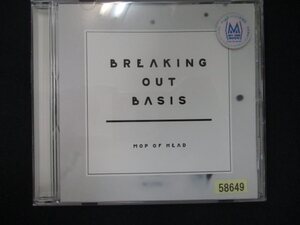 BREAKING
OUT
BASIS
MOP OF HEAD
58649